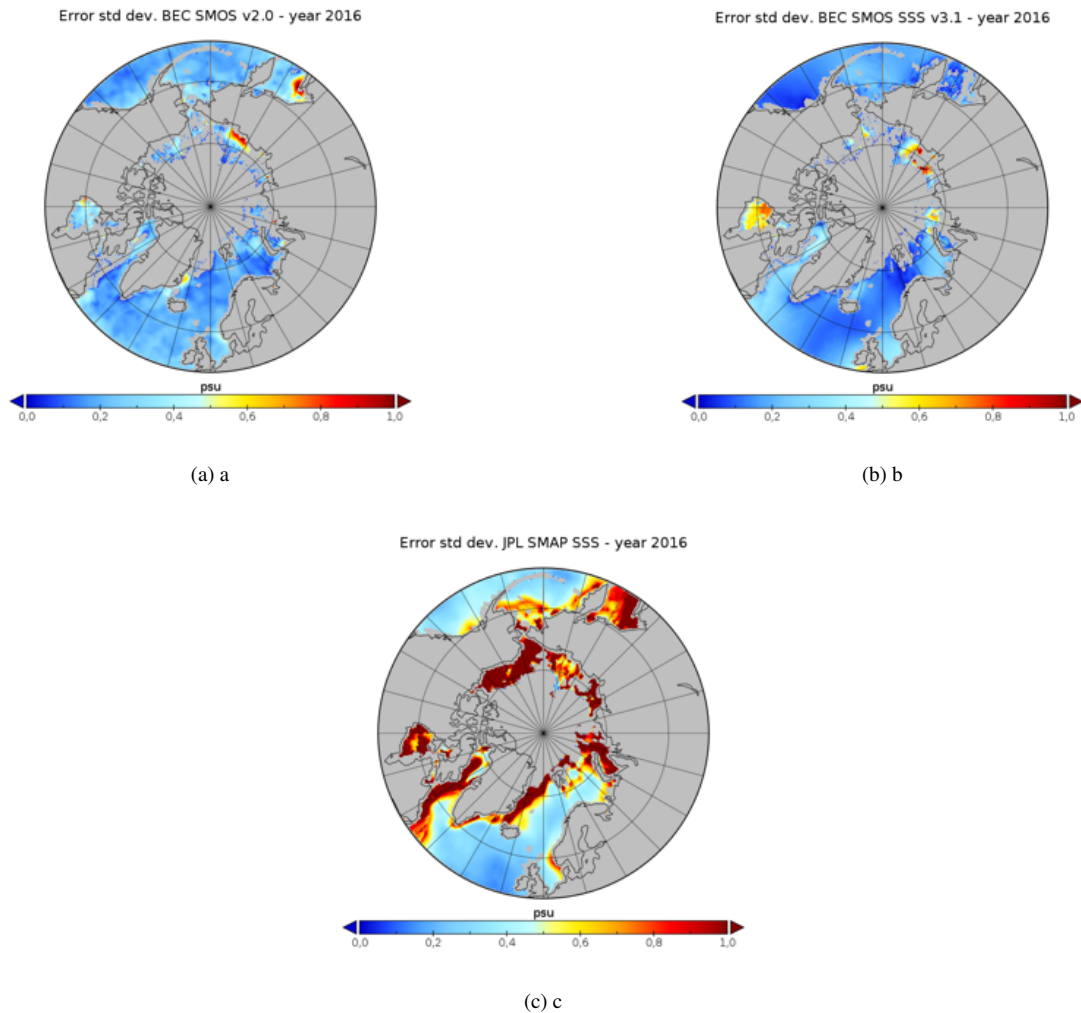 Error std dev. BEC SMOS v2.0 - year 2016
psu
0,0 0,2 0,4 0,6 0,8 1,0
(a) a
Error std dev. BEC SMOS SSS v3.1 - year 2016
psu
0,0 0,2 0,4 0,6 0,8 1,0
(b) b
Error std dev. JPL SMAP SSS - year 2016
psu
0,0 0,2 0,4 0,6 0,8 1,0
(c) c